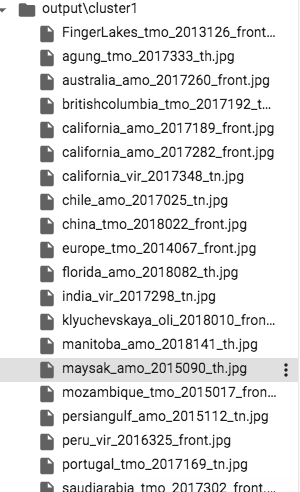 output\cluster1
FingerLakes_tmo_2013126_front...
agung_tmo_2017333_th.jpg
australia_amo_2017260_front.jpg
britishcolumbia_tmo_2017192_t...
california_amo_2017189_front.jpg
california_amo_2017282_front.jpg
california_vir_2017348_tn.jpg
chile_amo_2017025_tn.jpg
china_tmo_2018022_front.jpg
europe_tmo_2014067_front.jpg
florida_amo_2018082_th.jpg
india_vir_2017298_tn.jpg
klyuchevskaya_oli_2018010_fron...
manitoba_amo_2018141_th.jpg
maysak_amo_2015090_th.jpg
mozambique_tmo_2015017_fron...
persiangulf_amo_2015112_tn.jpg
peru_vir_2016325_front.jpg
portugal_tmo_2017169_tn.jpg
saudiarabia_tmo_2017302_front....